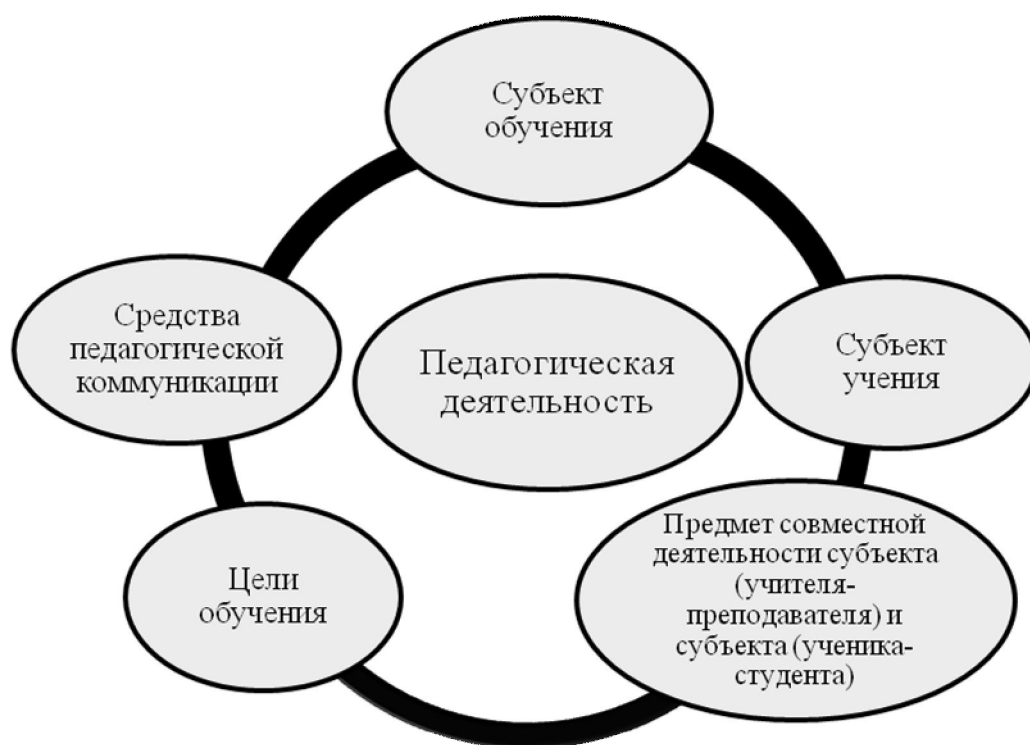 Субъект
обучения
Средства
педагогической
коммуникации
Педагогическая
деятельность
Субъект
учения
Цели
обучения
Предмет совместной
деятельности субъекта
(учителя-
преподавателя) и
субъекта (ученика-
студента)